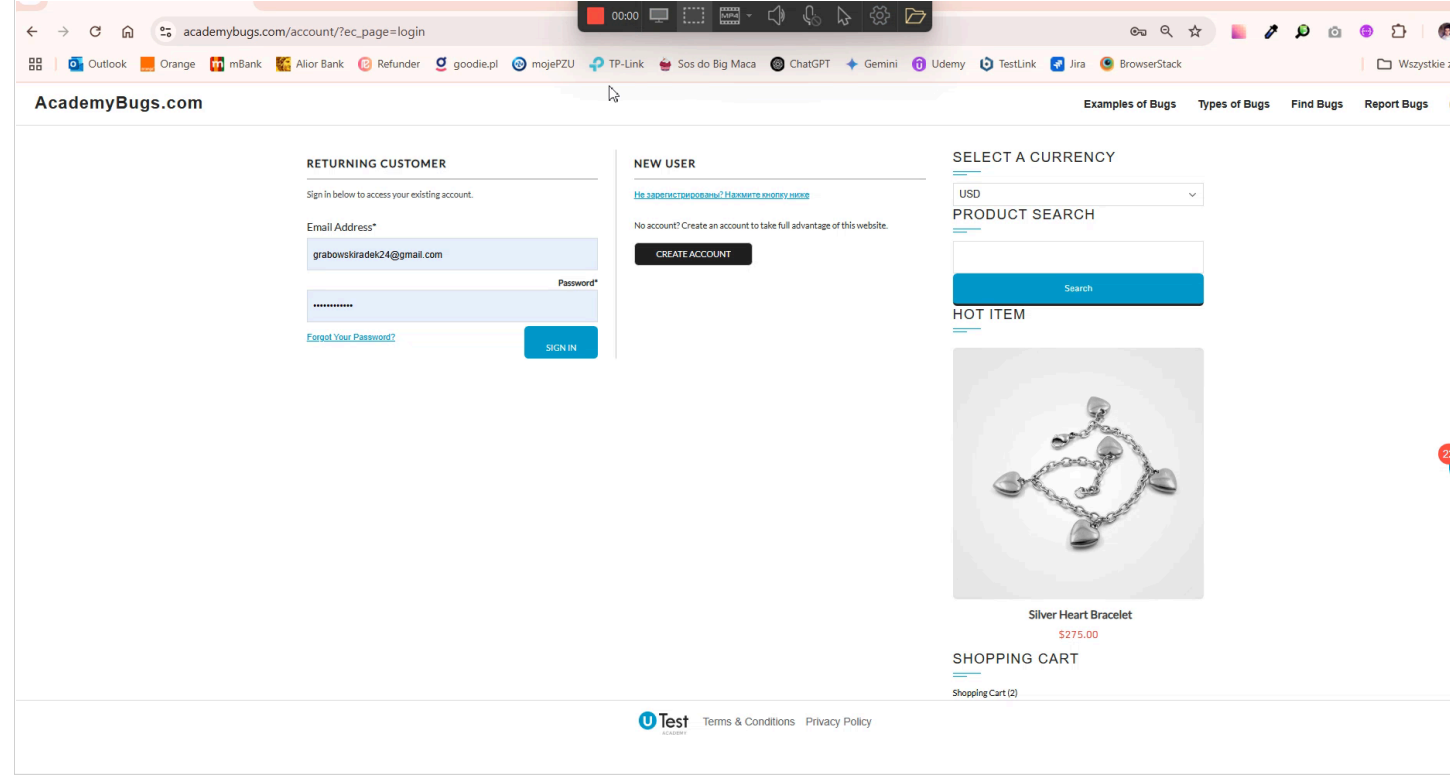 00:00
MP4
academybugs.com/account/?ec_page=login
Outlook Orange mBank Alior Bank Refunder goodie.pl mojePZU TP-Link Sos do Big Maca ChatGPT Gemini Udemy TestLink Jira BrowserStack Wszystkie z
AcademyBugs.com
Examples of Bugs Types of Bugs Find Bugs Report Bugs
RETURNING CUSTOMER
Sign in below to access your existing account.
Email Address*
grabowskiradek24@gmail.com
Password*
Forgot Your Password?
SIGN IN
NEW USER
Не зарегистрированы? Нажмите кнопку ниже
No account? Create an account to take full advantage of this website.
CREATE ACCOUNT
SELECT A CURRENCY
USD
PRODUCT SEARCH
Search
HOT ITEM
Silver Heart Bracelet
$275.00
SHOPPING CART
Shopping Cart (2)
U Test
ACADEMY
Terms & Conditions Privacy Policy